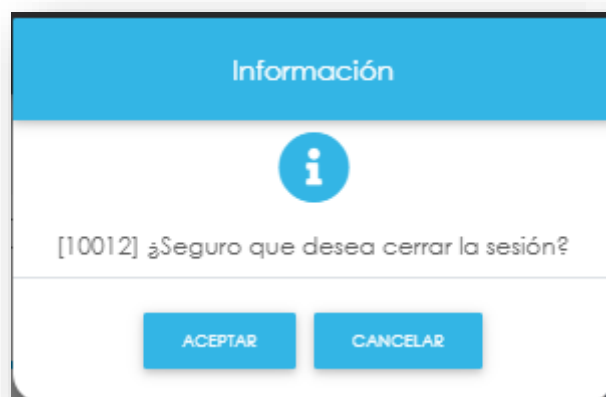 Información
[10012] ¿Seguro que desea cerrar la sesión?
ACEPTAR CANCELAR